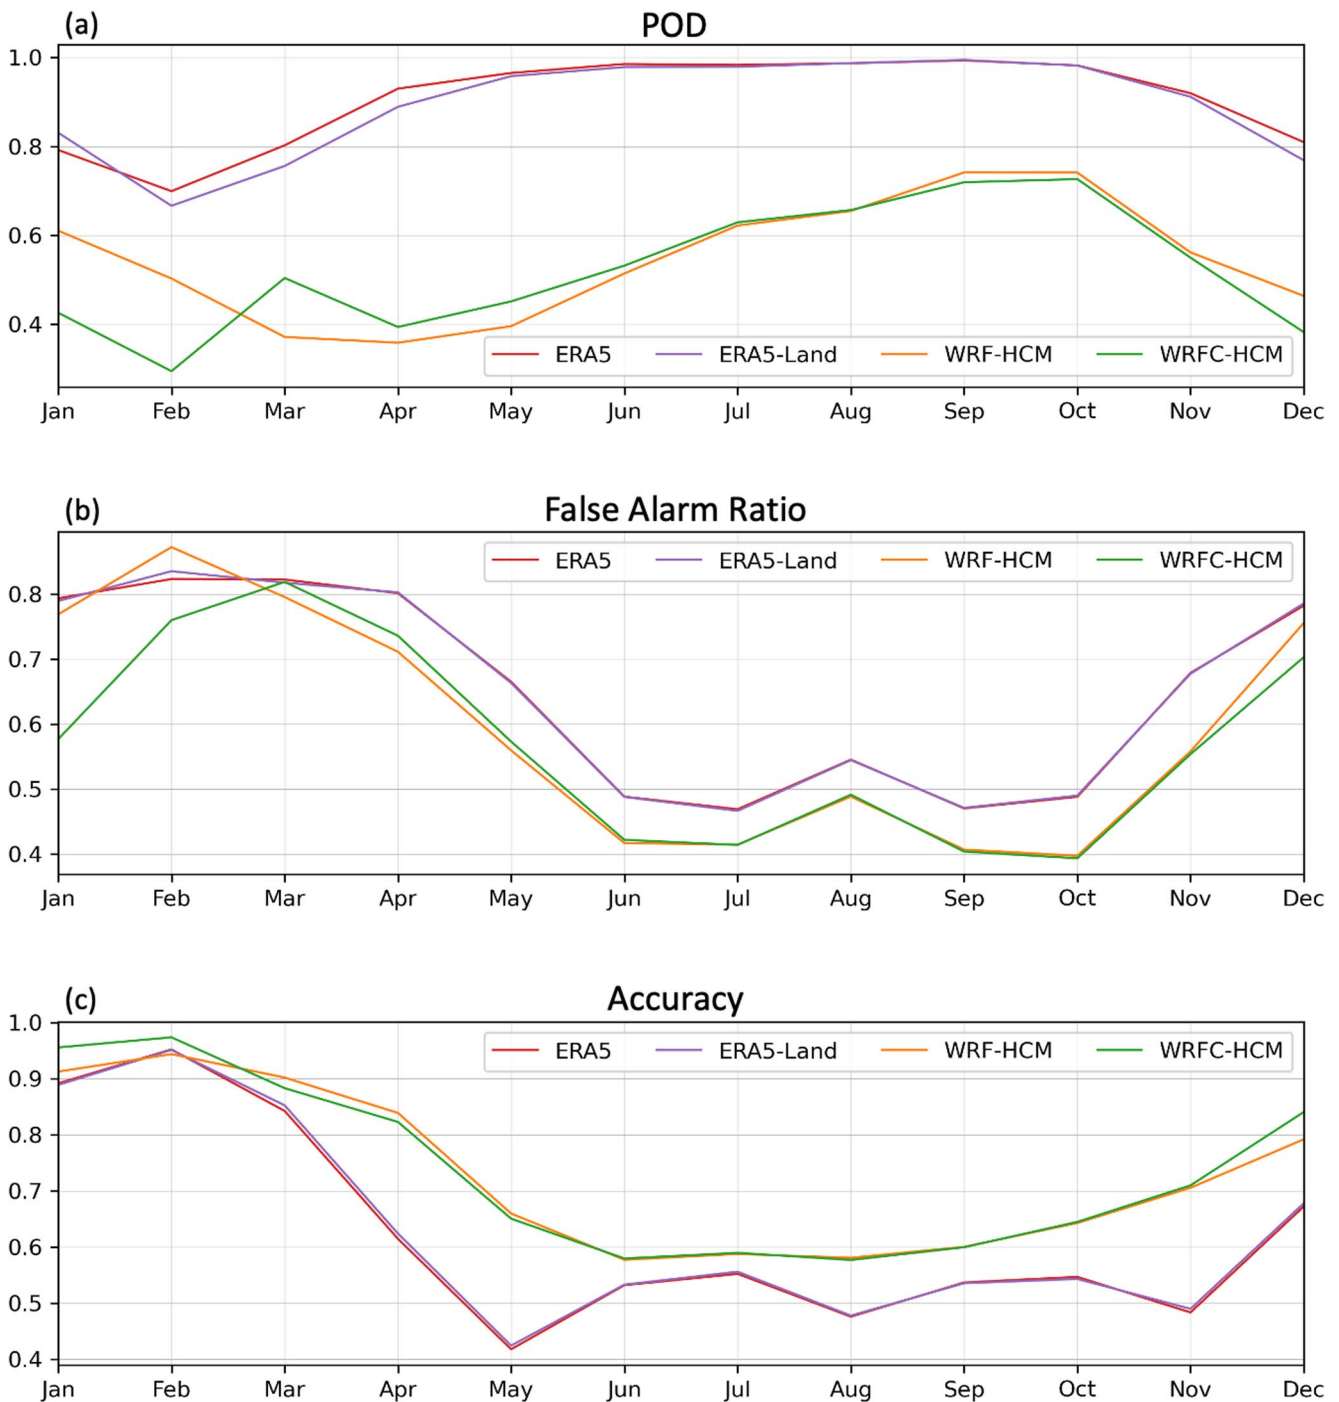 (a)
POD
1.0
0.8
0.6
0.4
ERA5 ERA5-Land WRF-HCM WRFC-HCM
Jan Feb Mar Apr May Jun Jul Aug Sep Oct Nov Dec
(b)
False Alarm Ratio
ERA5 ERA5-Land WRF-HCM WRFC-HCM
0.8
0.7
0.6
0.5
0.4
Jan Feb Mar Apr May Jun Jul Aug Sep Oct Nov Dec
(c)
Accuracy
1.0
ERA5 ERA5-Land WRF-HCM WRFC-HCM
0.9
0.8
0.7
0.6
0.5
0.4
Jan Feb Mar Apr May Jun Jul Aug Sep Oct Nov Dec